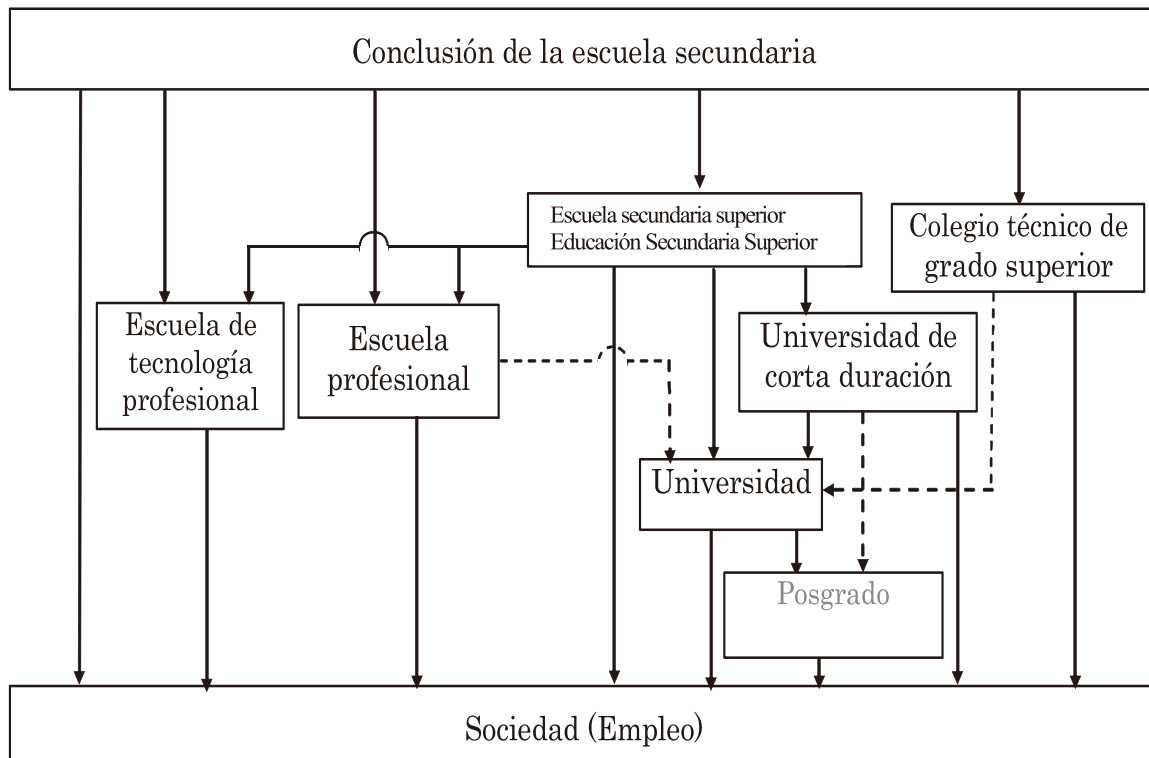 Conclusión de la escuela secundaria
Escuela secundaria superior
Educación Secundaria Superior
Colegio técnico de
grado superior
Escuela de
tecnología
profesional
Escuela
profesional
Universidad de
corta duración
Universidad
Posgrado
Sociedad (Empleo)